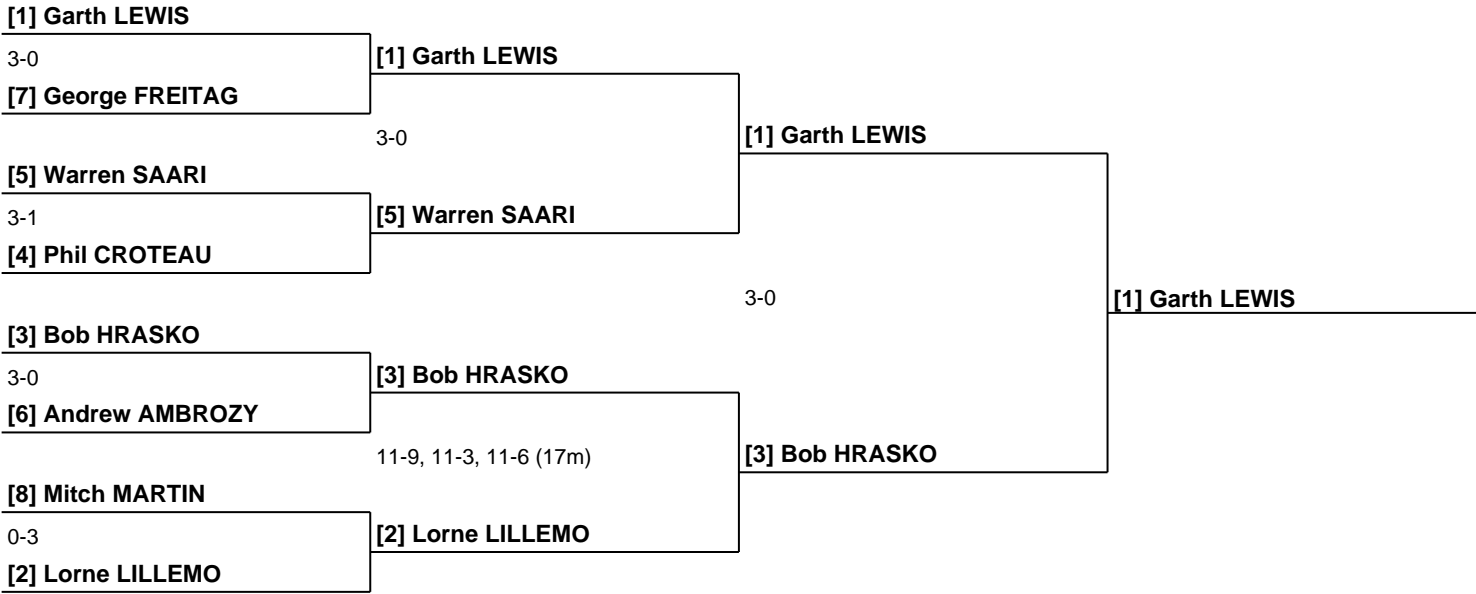 [1] Garth LEWIS
3-0
[7] George FREITAG
[5] Warren SAARI
3-1
[4] Phil CROTEAU
[3] Bob HRASKO
3-0
[6] Andrew AMBROZY
[8] Mitch MARTIN
0-3
[2] Lorne LILLEMO
[1] Garth LEWIS
3-0
[5] Warren SAARI
[3] Bob HRASKO
11-9, 11-3, 11-6 (17m)
[2] Lorne LILLEMO
[1] Garth LEWIS
3-0
[3] Bob HRASKO
[1] Garth LEWIS